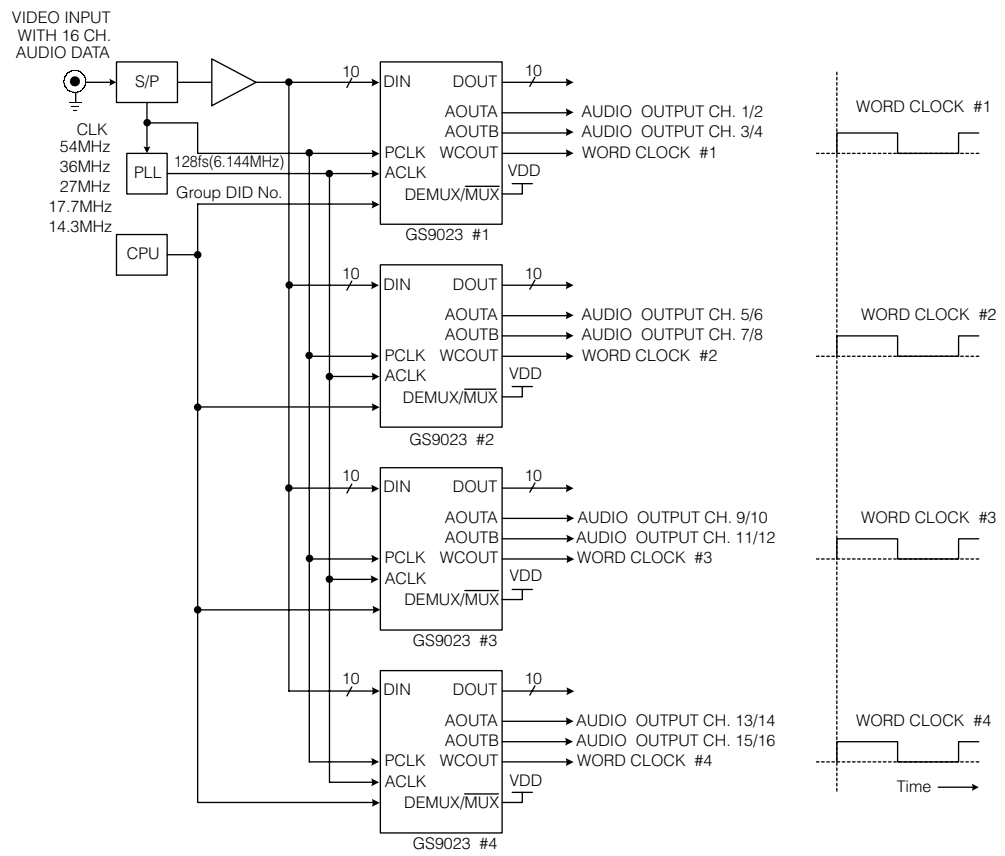 VIDEO INPUT
WITH 16 CH.
AUDIO DATA
S/P
CLK
54MHz
36MHz
27MHz
17.7MHz
14.3MHz
PLL
128fs(6.144MHz)
Group DID No.
CPU
10
DIN
DOUT
10
AOUTA
AUDIO OUTPUT CH. 1/2
AOUTB
AUDIO OUTPUT CH. 3/4
PCLK
WCOUT
WORD CLOCK #1
ACLK
VDD
DEMUX/MUX
GS9023 #1
10
DIN
DOUT
10
AOUTA
AUDIO OUTPUT CH. 5/6
AOUTB
AUDIO OUTPUT CH. 7/8
PCLK
WCOUT
WORD CLOCK #2
ACLK
VDD
DEMUX/MUX
GS9023 #2
10
DIN
DOUT
10
AOUTA
AUDIO OUTPUT CH. 9/10
AOUTB
AUDIO OUTPUT CH. 11/12
PCLK
WCOUT
WORD CLOCK #3
ACLK
VDD
DEMUX/MUX
GS9023 #3
10
DIN
DOUT
10
AOUTA
AUDIO OUTPUT CH. 13/14
AOUTB
AUDIO OUTPUT CH. 15/16
PCLK
WCOUT
WORD CLOCK #4
ACLK
VDD
DEMUX/MUX
GS9023 #4
WORD CLOCK #1
WORD CLOCK #2
WORD CLOCK #3
WORD CLOCK #4
Time